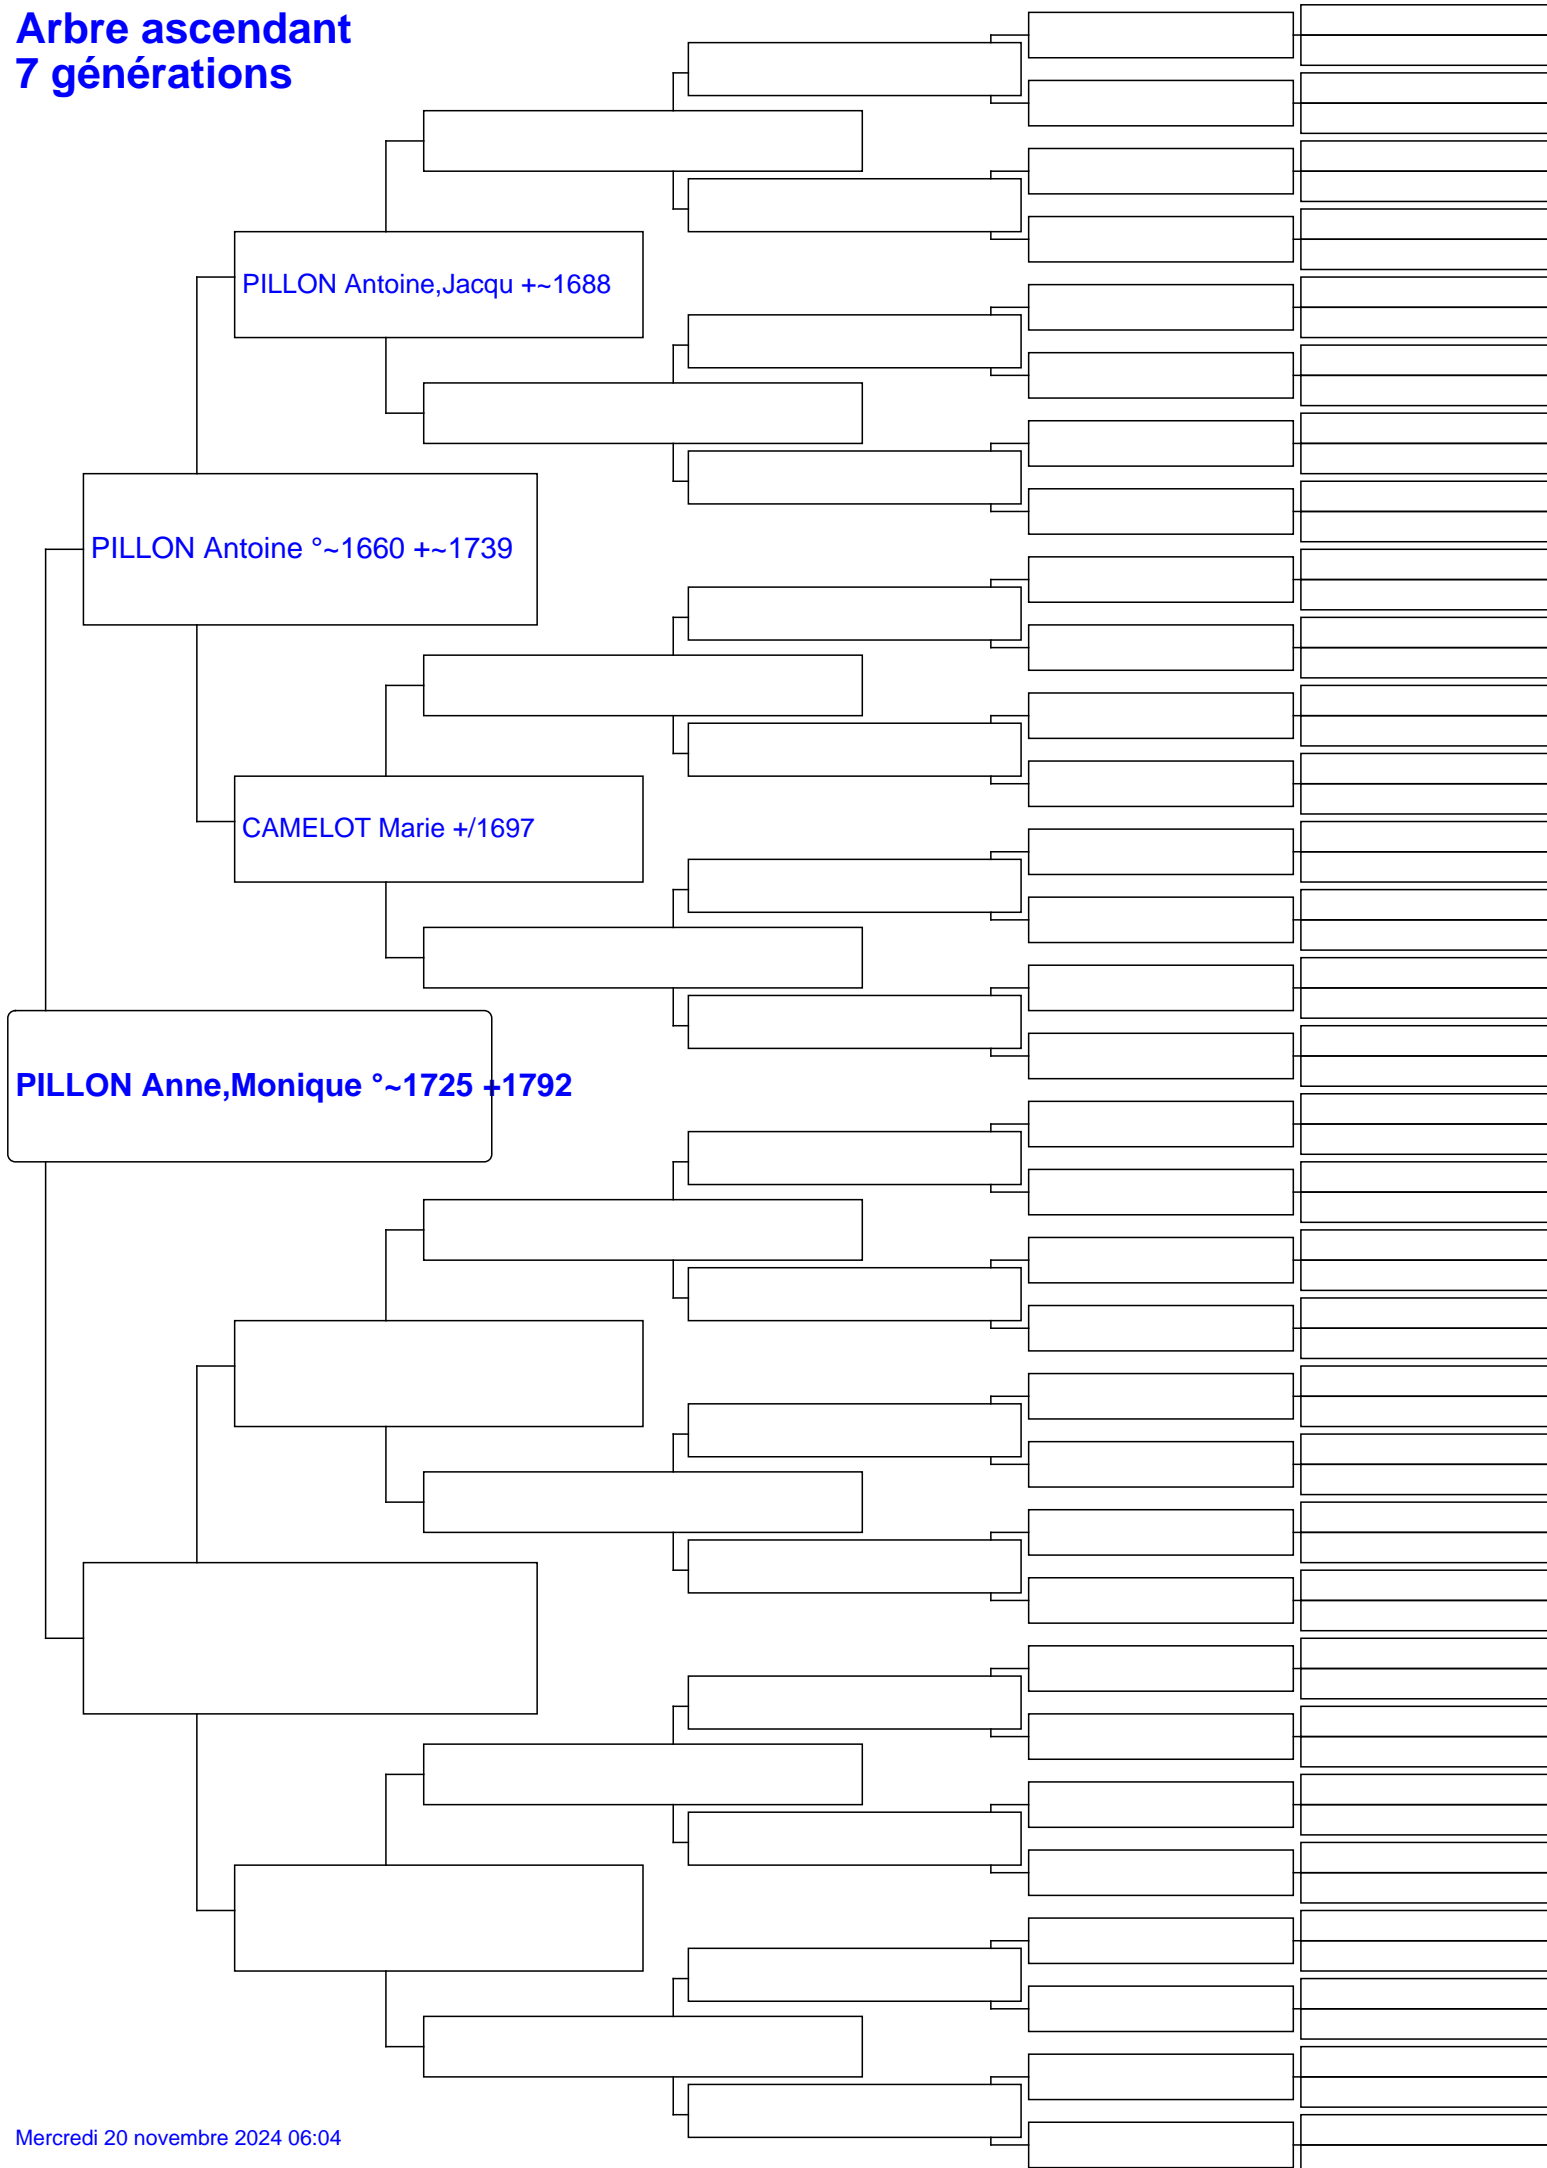 Arbre ascendant
7 générations
PILLON Antoine,Jacqu +~1688
PILLON Antoine °~1660 +~1739
CAMELOT Marie +/1697
PILLON Anne,Monique °~1725 +1792
Mercredi 20 novembre 2024 06:04